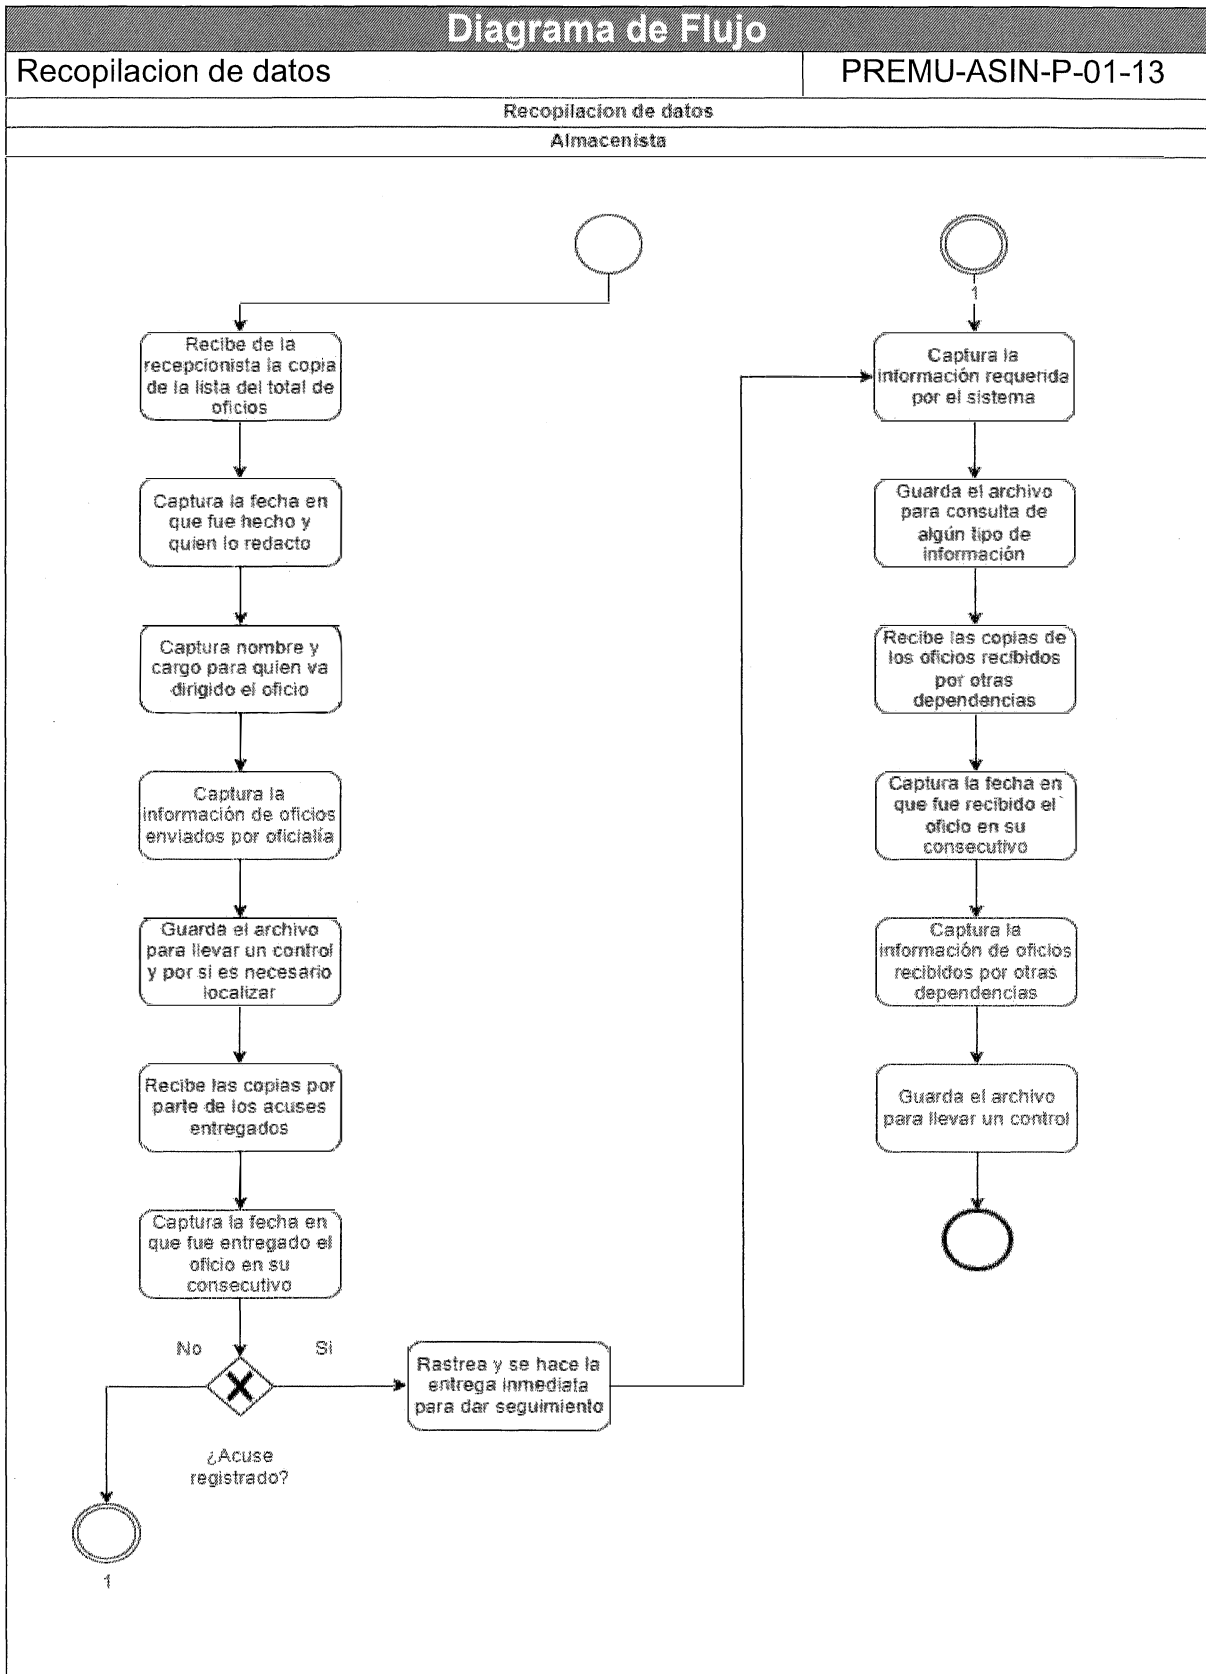 Diagrama de Flujo
Recopilacion de datos
PREMU-ASIN-P-01-13
Recopilacion de datos
Almacenista
Recibe de la
recepcionista la copia
de la lista del total de
oficios
Captura la fecha en
que fue hecho y
quien lo redacto
Captura nombre y
cargo para quien va
dirigido el oficio
Captura la
información de oficios
enviados por oficialía
Guarda el archivo
para llevar un control
y por si es necesario
localizar
Recibe las copias por
parte de los acuses
entregados
Captura la fecha en
que fue entregado el
oficio en su
consecutivo
No
Si
¿Acuse
registrado?
1
Rastrea y se hace la
entrega inmediata
para dar seguimiento
1
Captura la
información requerida
por el sistema
Guarda el archivo
para consulta de
algún tipo de
información
Recibe las copias de
los oficios recibidos
por otras
dependencias
Captura la fecha en
que fue recibido el
oficio en su
consecutivo
Captura la
información de oficios
recibidos por otras
dependencias
Guarda el archivo
para llevar un control